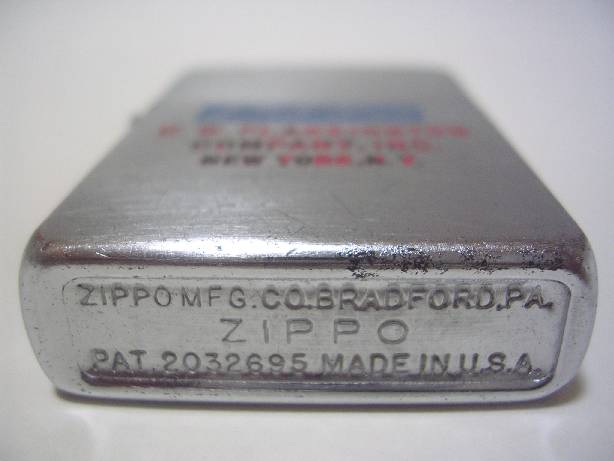 COMPANY, INC.
NEW YORK, N.Y.
ZIPPO MFG. CO. BRADFORD, PA.
ZIPPO
PAT. 2032695 MADE IN U.S.A.